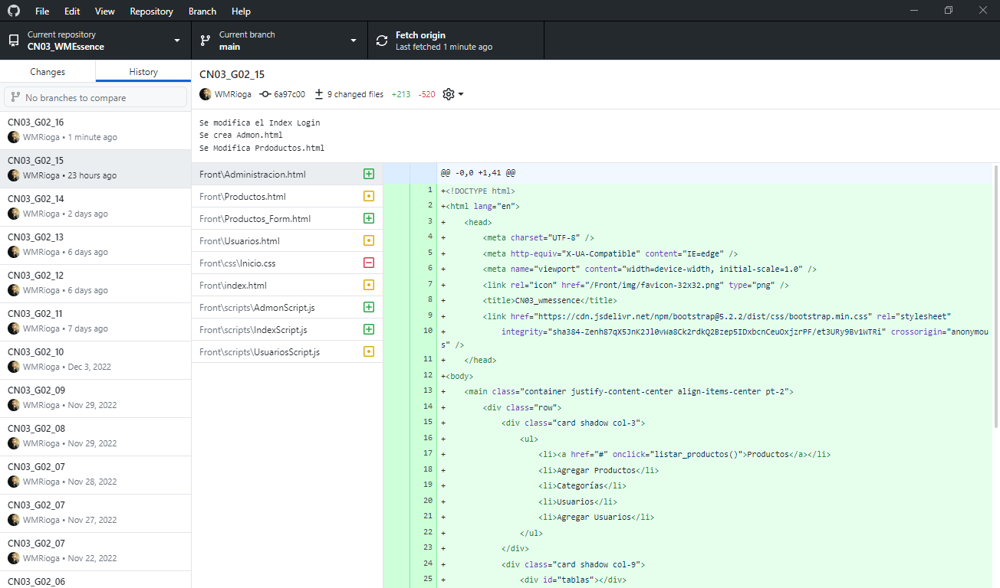 File Edit View Repository Branch Help
Current repository
CN03_WMEssence
Current branch
main
Fetch origin
Last fetched 1 minute ago
Changes History
No branches to compare
CN03_G02_16
WMRioga • 1 minute ago
CN03_G02_15
WMRioga • 23 hours ago
CN03_G02_14
WMRioga • 2 days ago
CN03_G02_13
WMRioga • 6 days ago
CN03_G02_12
WMRioga • 6 days ago
CN03_G02_11
WMRioga • 7 days ago
CN03_G02_10
WMRioga • Dec 3, 2022
CN03_G02_09
WMRioga • Nov 29, 2022
CN03_G02_08
WMRioga • Nov 29, 2022
CN03_G02_07
WMRioga • Nov 28, 2022
CN03_G02_07
WMRioga • Nov 27, 2022
CN03_G02_07
WMRioga • Nov 22, 2022
CN03_G02_06
CN03_G02_15
WMRioga 6a97c00 9 changed files +213 -520
Se modifica el Index Login
Se crea Admon.html
Se Modifica Prdoductos.html
Front\Administracion.html
Front\Productos.html
Front\Productos_Form.html
Front\Usuarios.html
Front\css\Inicio.css
Front\index.html
Front\scripts\AdmonScript.js
Front\scripts\IndexScript.js
Front\scripts\UsuariosScript.js
@@ -0,0 +1,41 @@
1 +<!DOCTYPE html>
2 +<html lang="en">
3 +    <head>
4 +        <meta charset="UTF-8" />
5 +        <meta http-equiv="X-UA-Compatible" content="IE=edge" />
6 +        <meta name="viewport" content="width=device-width, initial-scale=1.0" />
7 +        <link rel="icon" href="/Front/img/favicon-32x32.png" type="png" />
8 +        <title>CN03_wmessence</title>
9 +        <link href="https://cdn.jsdelivr.net/npm/bootstrap@5.2.2/dist/css/bootstrap.min.css" rel="stylesheet"
10 +            integrity="sha384-Zenh87qX5JnK2Jl0vWa8Ck2rdkQ2Bzep5IDxbcnCeuOxjzrPF/et3URy9Bv1WTRi" crossorigin="anonymou
s" />
11 +    </head>
12 +<body>
13 +    <main class="container justify-content-center align-items-center pt-2">
14 +        <div class="row">
15 +            <div class="card shadow col-3">
16 +                <ul>
17 +                    <li><a href="#" onclick="listar_productos()">Productos</a></li>
18 +                    <li>Agregar Productos</li>
19 +                    <li>Categorías</li>
20 +                    <li>Usuarios</li>
21 +                    <li>Agregar Usuarios</li>
22 +                </ul>
23 +            </div>
24 +            <div class="card shadow col-9">
25 +                <div id="tablas"></div>